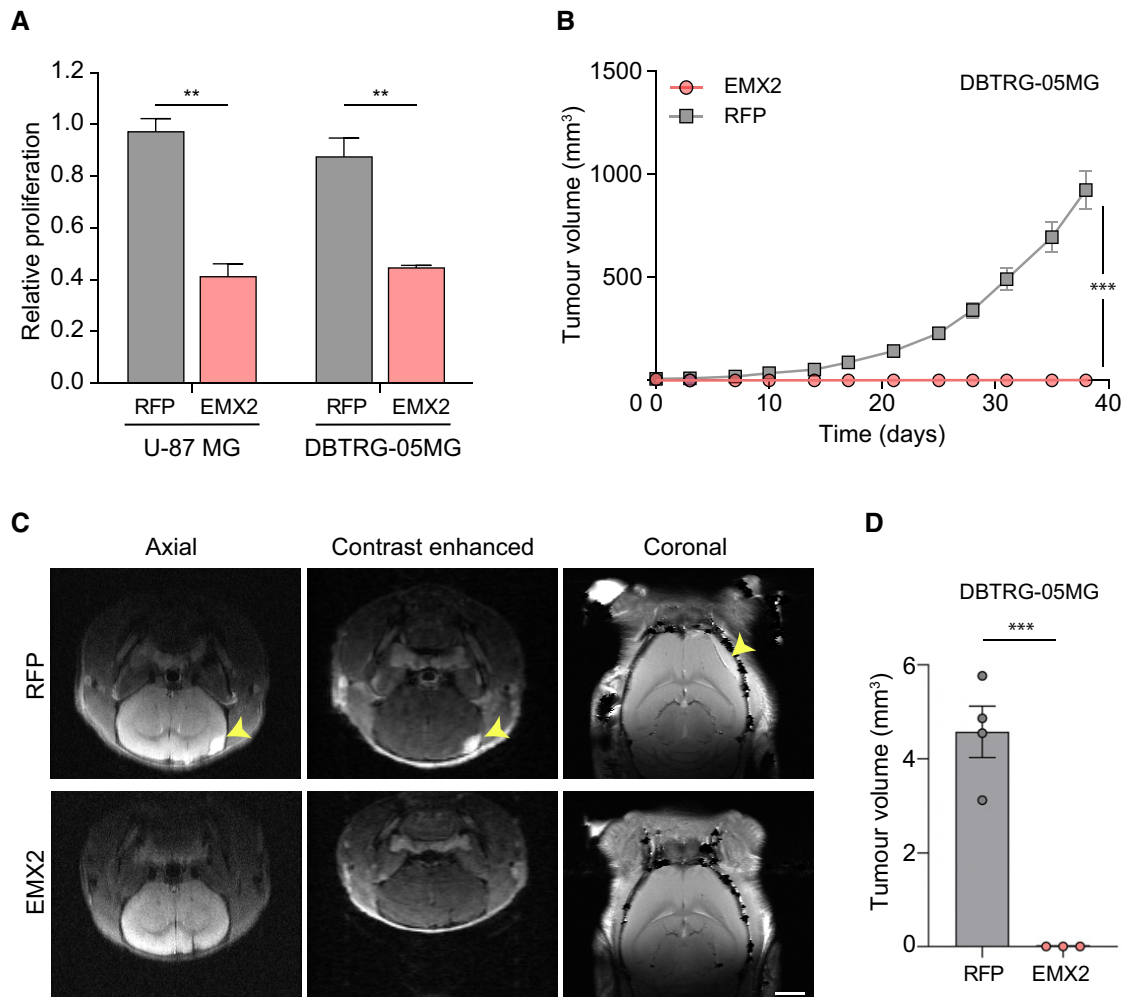 A
Relative proliferation
1.2
1.0
0.8
0.6
0.4
0.2
0.0
**
**
RFP EMX2 RFP EMX2
U-87 MG DBTRG-05MG
B
Tumour volume (mm³)
1500
1000
500
0
EMX2
RFP
DBTRG-05MG
***
0 10 20 30 40
Time (days)
C
Axial Contrast enhanced Coronal
RFP
EMX2
D
DBTRG-05MG
***
Tumour volume (mm³)
6
4
2
0
RFP EMX2